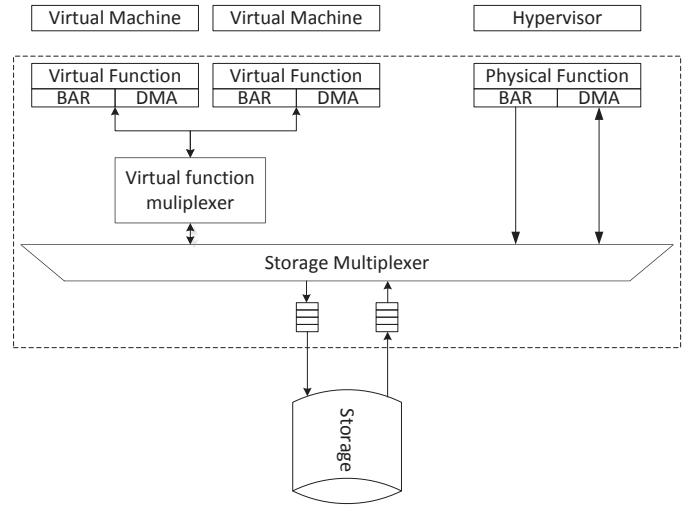 Virtual Machine Virtual Machine Hypervisor
Virtual Function Virtual Function Physical Function
BAR DMA BAR DMA BAR DMA
Virtual function
muliplexer
Storage Multiplexer
Storage